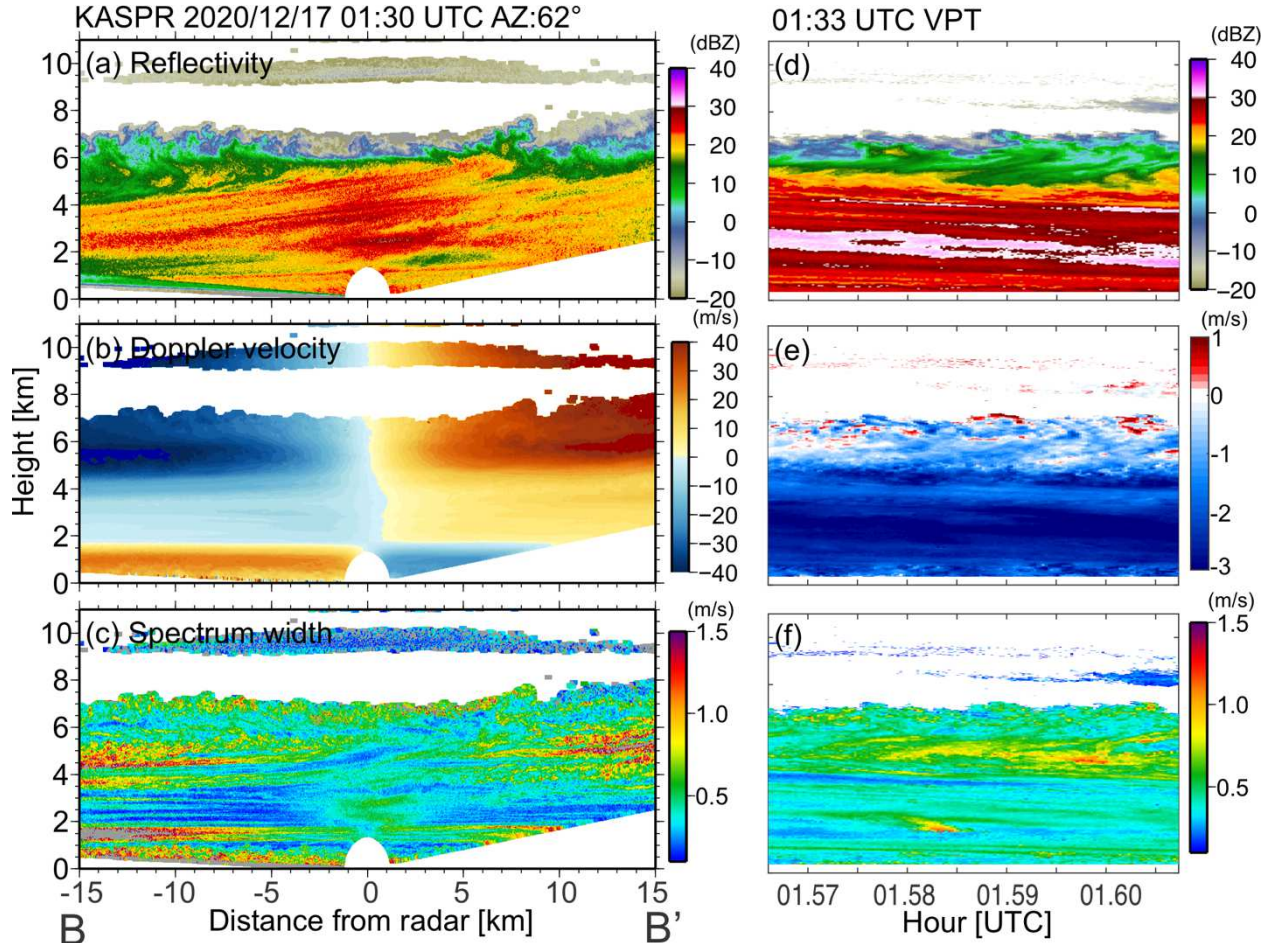 KASPR 2020/12/17 01:30 UTC AZ:62°
01:33 UTC VPT
(a) Reflectivity
(dBZ)
10
8
6
4
2
0
40
30
20
10
0
−10
−20
(d)
(dBZ)
40
30
20
10
0
−10
−20
(b) Doppler velocity
(m/s)
10
8
6
4
2
0
40
30
20
10
0
−10
−20
−30
−40
Height [km]
(e)
(m/s)
1
0
-1
-2
-3
(c) Spectrum width
(m/s)
10
8
6
4
2
0
1.5
1.0
0.5
(f)
(m/s)
1.5
1.0
0.5
-15 -10 -5 0 5 10 15
B Distance from radar [km] B'
01.57 01.58 01.59 01.60
Hour [UTC]